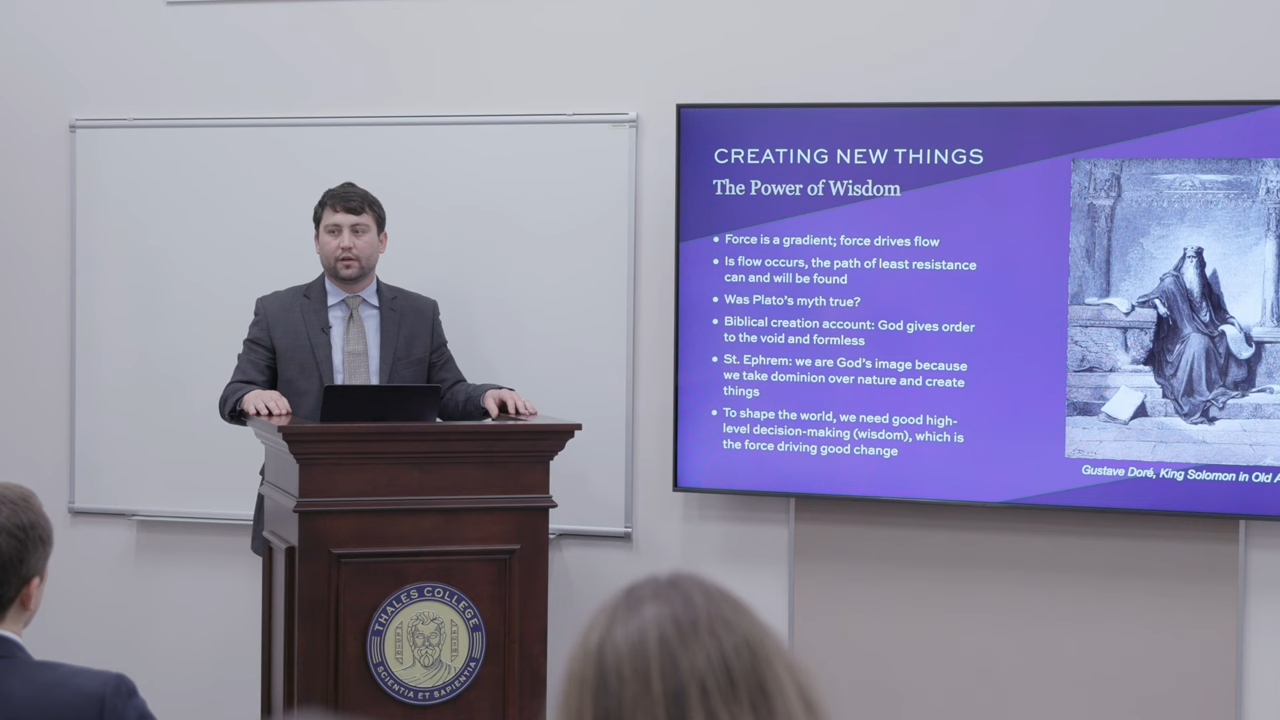 CREATING NEW THINGS
The Power of Wisdom
• Force is a gradient; force drives flow
• Is flow occurs, the path of least resistance
can and will be found
• Was Plato's myth true?
• Biblical creation account: God gives order
to the void and formless
• St. Ephrem: we are God's image because
we take dominion over nature and create
things
• To shape the world, we need good high-
level decision-making (wisdom), which is
the force driving good change
Gustave Doré, King Solomon in Old A
THALES COLLEGE
SCIENTIA ET SAPIENTIA